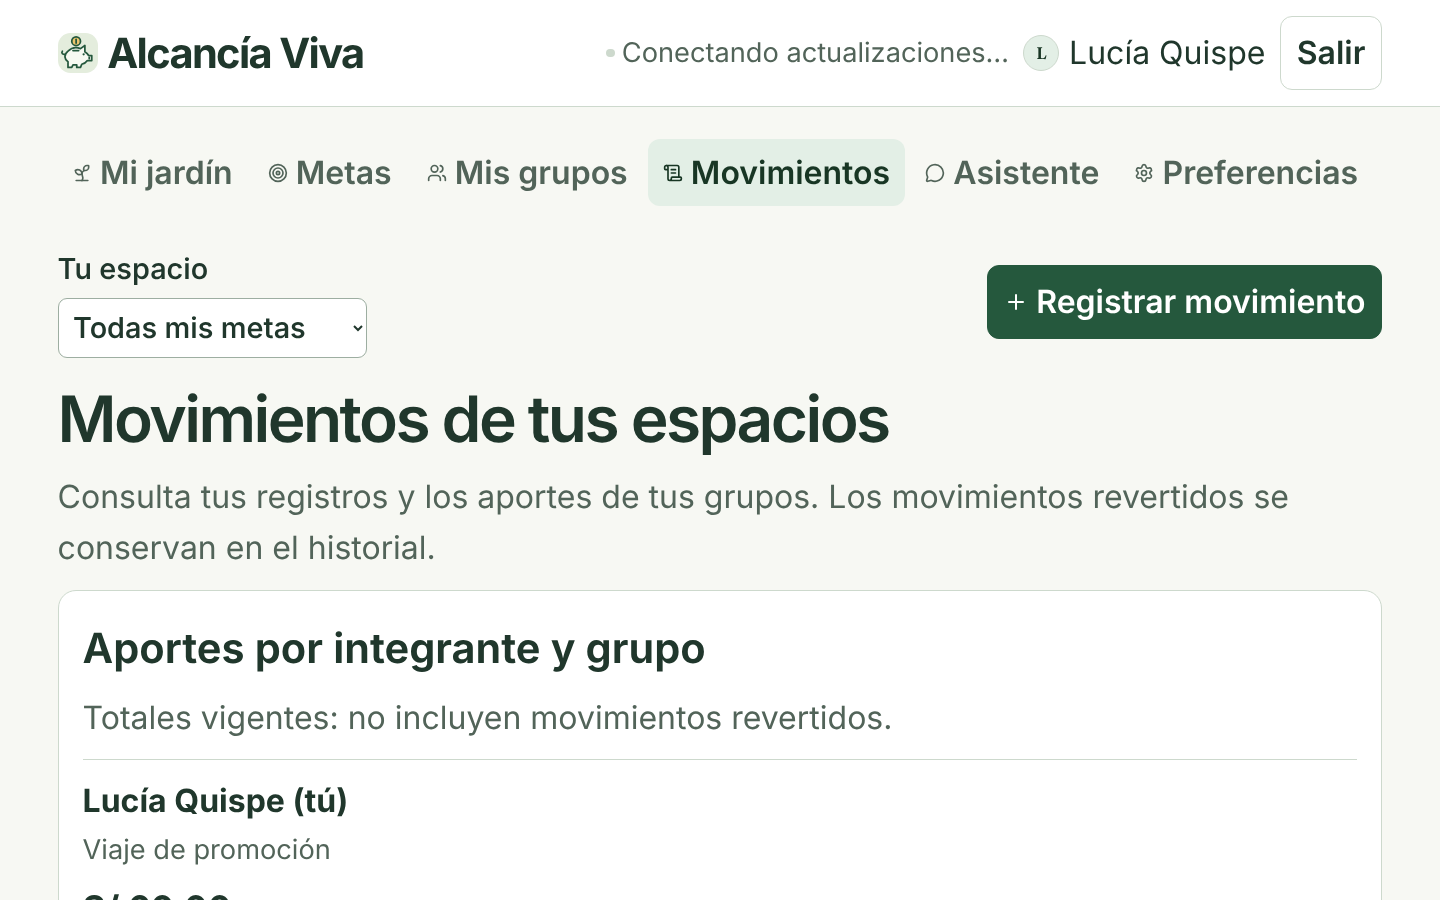 Alcancía Viva
Conectando actualizaciones...
L
Lucía Quispe
Salir
Mi jardín
Metas
Mis grupos
Movimientos
Asistente
Preferencias
Tu espacio
Todas mis metas
+ Registrar movimiento
Movimientos de tus espacios
Consulta tus registros y los aportes de tus grupos. Los movimientos revertidos se
conservan en el historial.
Aportes por integrante y grupo
Totales vigentes: no incluyen movimientos revertidos.
Lucía Quispe (tú)
Viaje de promoción